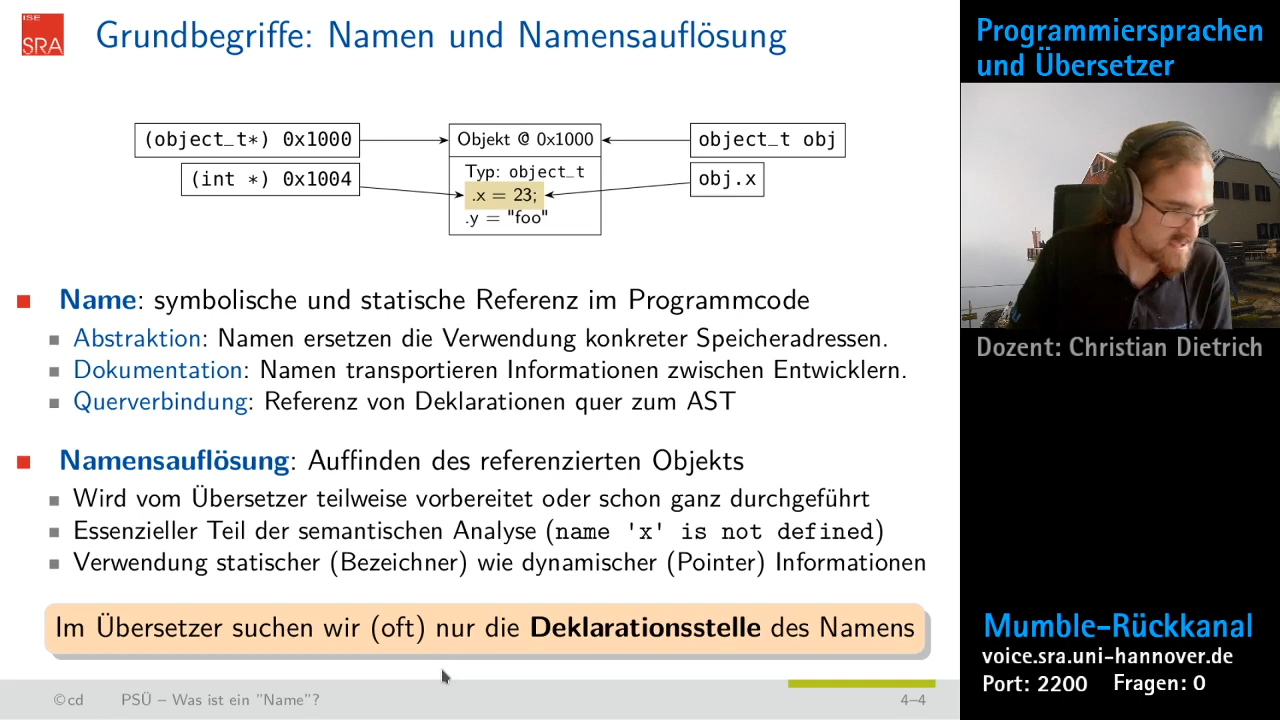 ISE
SRA
Grundbegriffe: Namen und Namensauflösung
(object_t*) 0x1000
(int *) 0x1004
Objekt @ 0x1000
Typ: object_t
.x = 23;
.y = "foo"
object_t obj
obj.x
Name: symbolische und statische Referenz im Programmcode
Abstraktion: Namen ersetzen die Verwendung konkreter Speicheradressen.
Dokumentation: Namen transportieren Informationen zwischen Entwicklern.
Querverbindung: Referenz von Deklarationen quer zum AST
Namensauflösung: Auffinden des referenzierten Objekts
Wird vom Übersetzer teilweise vorbereitet oder schon ganz durchgeführt
Essenzieller Teil der semantischen Analyse (name 'x' is not defined)
Verwendung statischer (Bezeichner) wie dynamischer (Pointer) Informationen
Im Übersetzer suchen wir (oft) nur die Deklarationsstelle des Namens
©cd PSÜ – Was ist ein "Name"? 4–4
Programmiersprachen
und Übersetzer
Dozent: Christian Dietrich
Mumble-Rückkanal
voice.sra.uni-hannover.de
Port: 2200 Fragen: 0